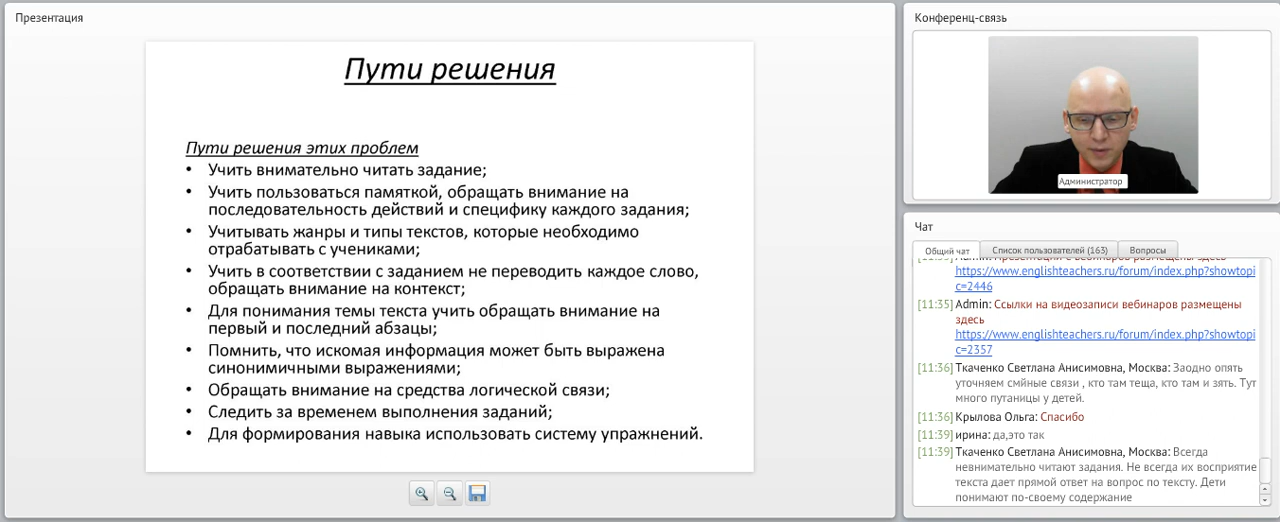 Презентация
Пути решения
Пути решения этих проблем
• Учить внимательно читать задание;
• Учить пользоваться памяткой, обращать внимание на
последовательность действий и специфику каждого задания;
• Учитывать жанры и типы текстов, которые необходимо
отрабатывать с учениками;
• Учить в соответствии с заданием не переводить каждое слово,
обращать внимание на контекст;
• Для понимания темы текста учить обращать внимание на
первый и последний абзацы;
• Помнить, что искомая информация может быть выражена
синонимичными выражениями;
• Обращать внимание на средства логической связи;
• Следить за временем выполнения заданий;
• Для формирования навыка использовать систему упражнений.
Конференц-связь
Администратор
Чат
Общий чат Список пользователей (163) Вопросы
https://www.englishteachers.ru/forum/index.php?showtopi
c=2446
[11:35] Admin: Ссылки на видеозаписи вебинаров размещены
здесь
https://www.englishteachers.ru/forum/index.php?showtopi
c=2357
[11:36] Ткаченко Светлана Анисимовна, Москва: Заодно опять
уточняем смйные связи , кто там теща, кто там и зять. Тут
много путаницы у детей.
[11:36] Крылова Ольга: Спасибо
[11:39] ирина: да,это так
[11:39] Ткаченко Светлана Анисимовна, Москва: Всегда
невнимательно читают задания. Не всегда их восприятие
текста дает прямой ответ на вопрос по тексту. Дети
понимают по-своему содержание